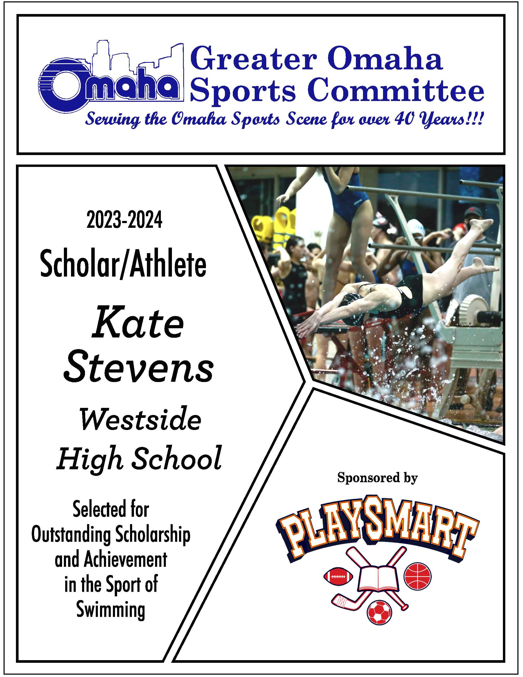 Omaha
Greater Omaha
Sports Committee
Serving the Omaha Sports Scene for over 40 Years!!!
2023-2024
Scholar/Athlete
Kate
Stevens
Westside
High School
Selected for
Outstanding Scholarship
and Achievement
in the Sport of
Swimming
Sponsored by
PLAYSMART